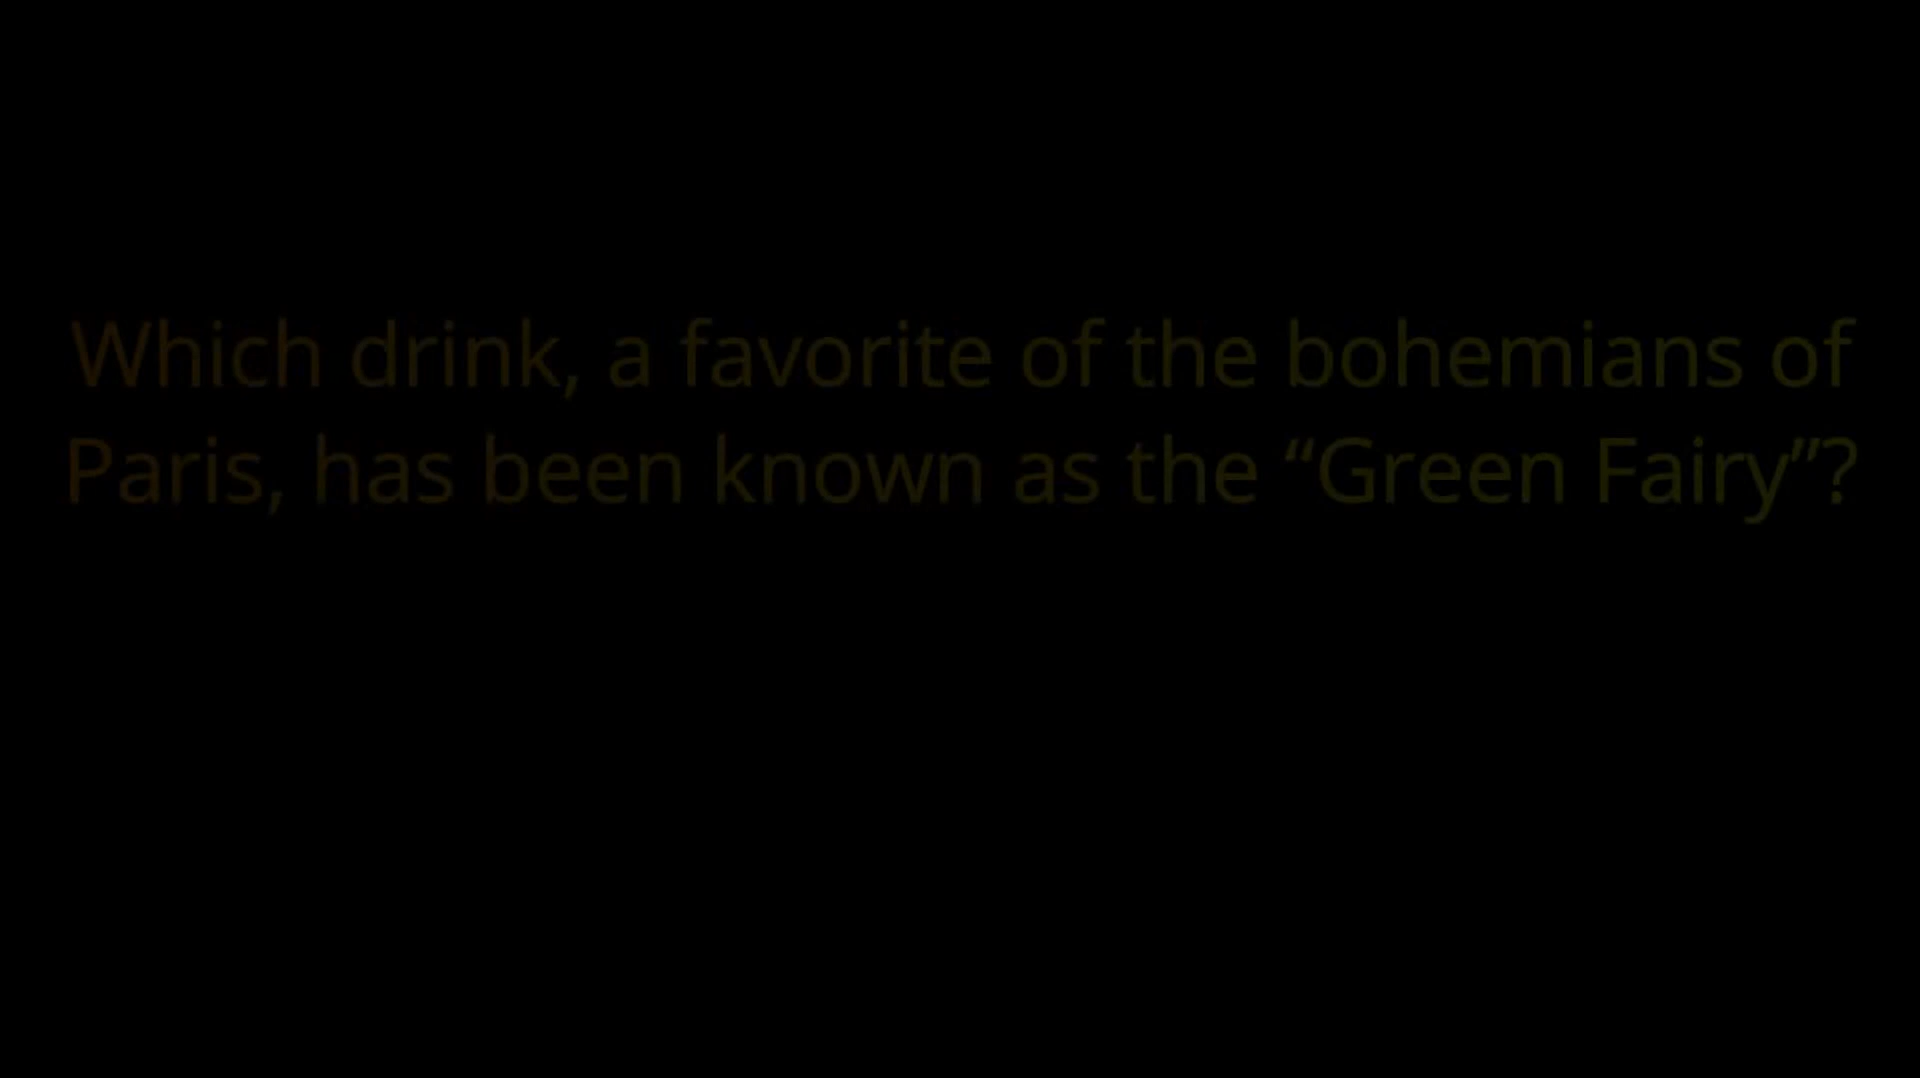 Which drink, a favorite of the bohemians of
Paris, has been known as the “Green Fairy”?